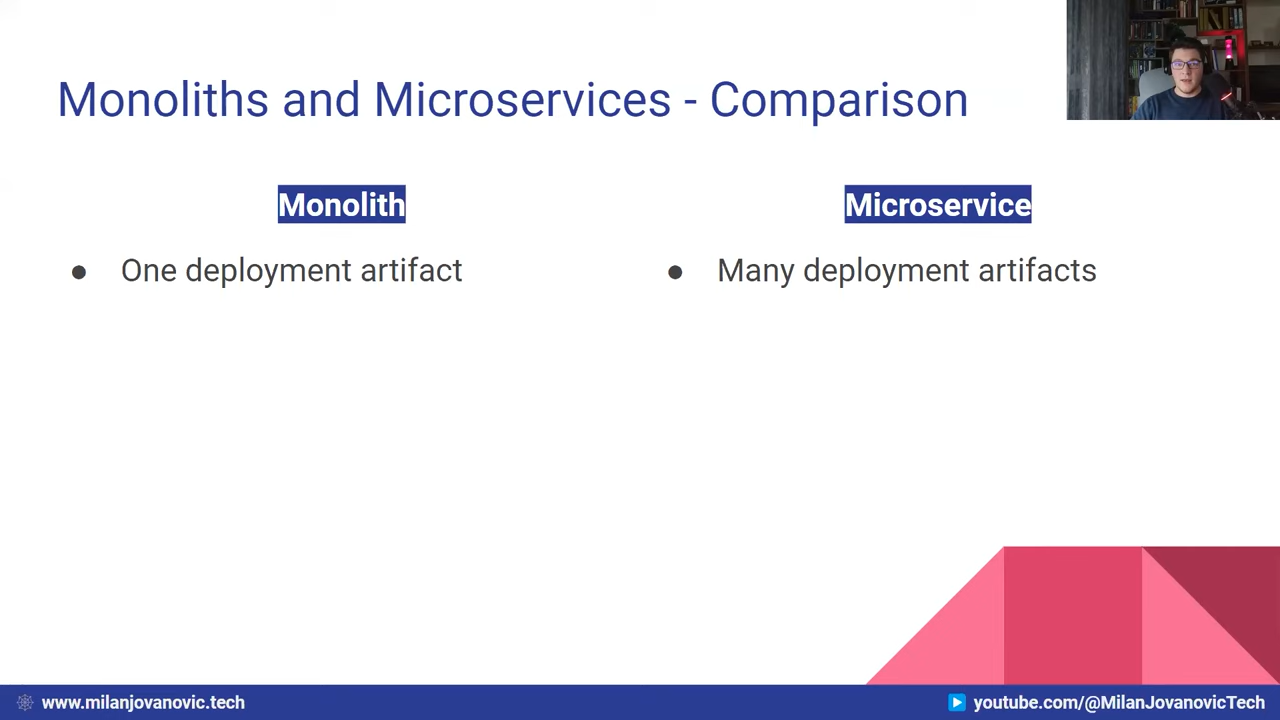 Monoliths and Microservices - Comparison
Monolith
● One deployment artifact
Microservice
● Many deployment artifacts
www.milanjovanovic.tech
youtube.com/@MilanJovanovicTech